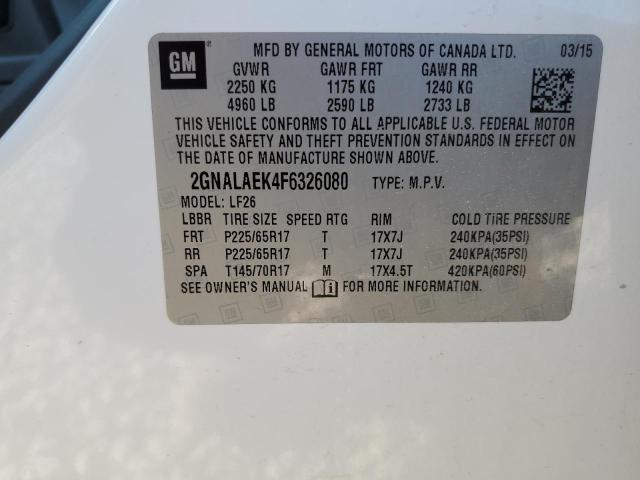 GM
MFD BY GENERAL MOTORS OF CANADA LTD. 03/15
GVWR GAWR FRT GAWR RR
2250 KG 1175 KG 1240 KG
4960 LB 2590 LB 2733 LB
THIS VEHICLE CONFORMS TO ALL APPLICABLE U.S. FEDERAL MOTOR
VEHICLE SAFETY AND THEFT PREVENTION STANDARDS IN EFFECT ON
THE DATE OF MANUFACTURE SHOWN ABOVE.
2GNALAEK4F6326080 TYPE: M.P.V.
MODEL: LF26
LBBR TIRE SIZE SPEED RTG RIM COLD TIRE PRESSURE
FRT P225/65R17 T 17X7J 240KPA(35PSI)
RR P225/65R17 T 17X7J 240KPA(35PSI)
SPA T145/70R17 M 17X4.5T 420KPA(60PSI)
SEE OWNER'S MANUAL FOR MORE INFORMATION.